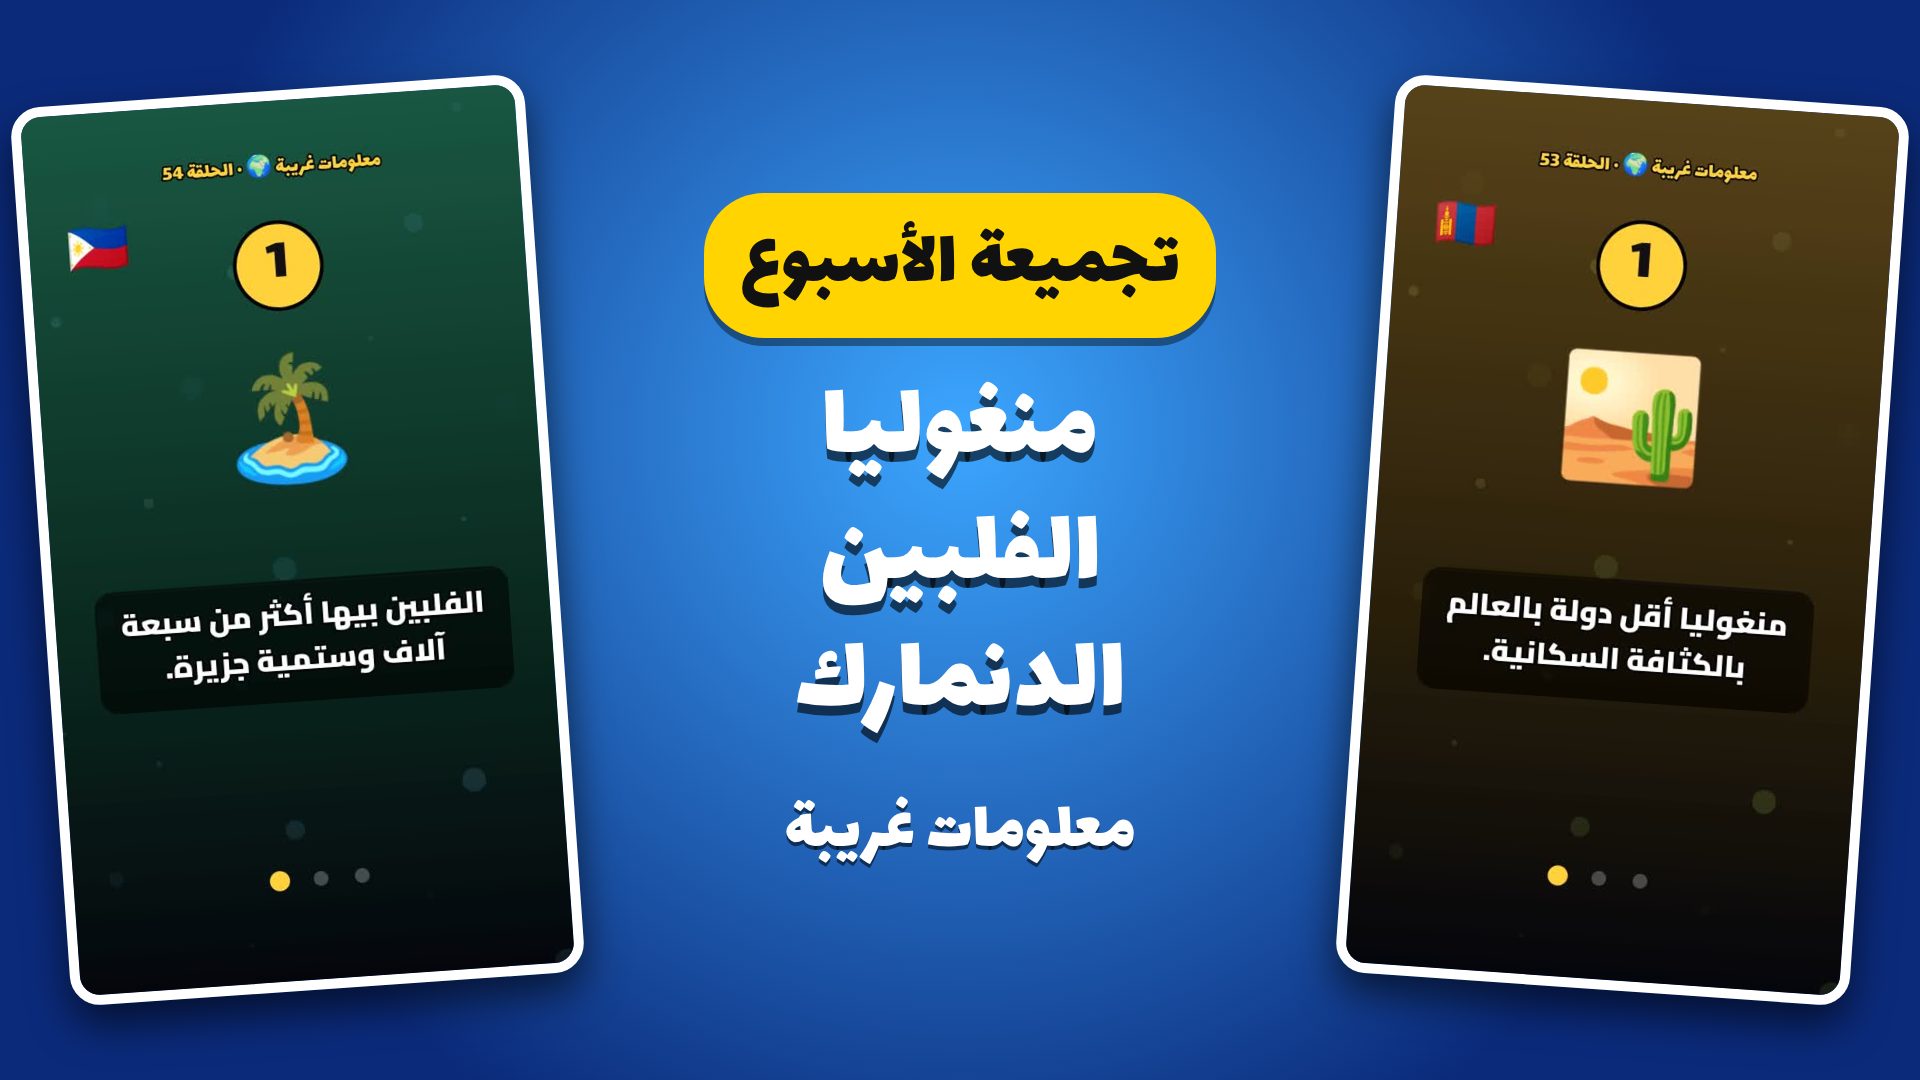 تجميعة الأسبوع
منغوليا
الفلبين
الدنمارك
معلومات غريبة
معلومات غريبة 🌍 · الحلقة 53
1
منغوليا أقل دولة بالعالم
بالكثافة السكانية.
معلومات غريبة 🌍 · الحلقة 54
1
الفلبين بيها أكثر من سبعة
آلاف وستمية جزيرة.